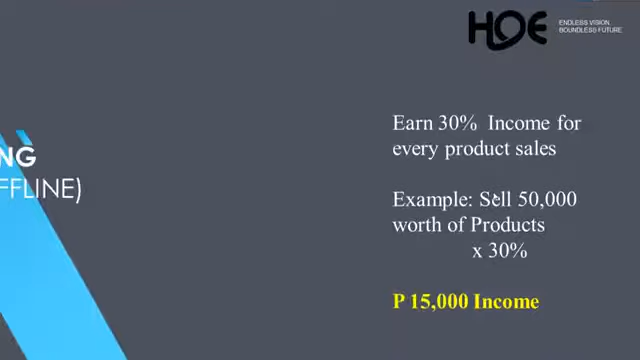 HOE
ENDLESS VISION,
BOUNDLESS FUTURE
NG
FFLINE)
Earn 30% Income for
every product sales
Example: Sell 50,000
worth of Products
x 30%
P 15,000 Income